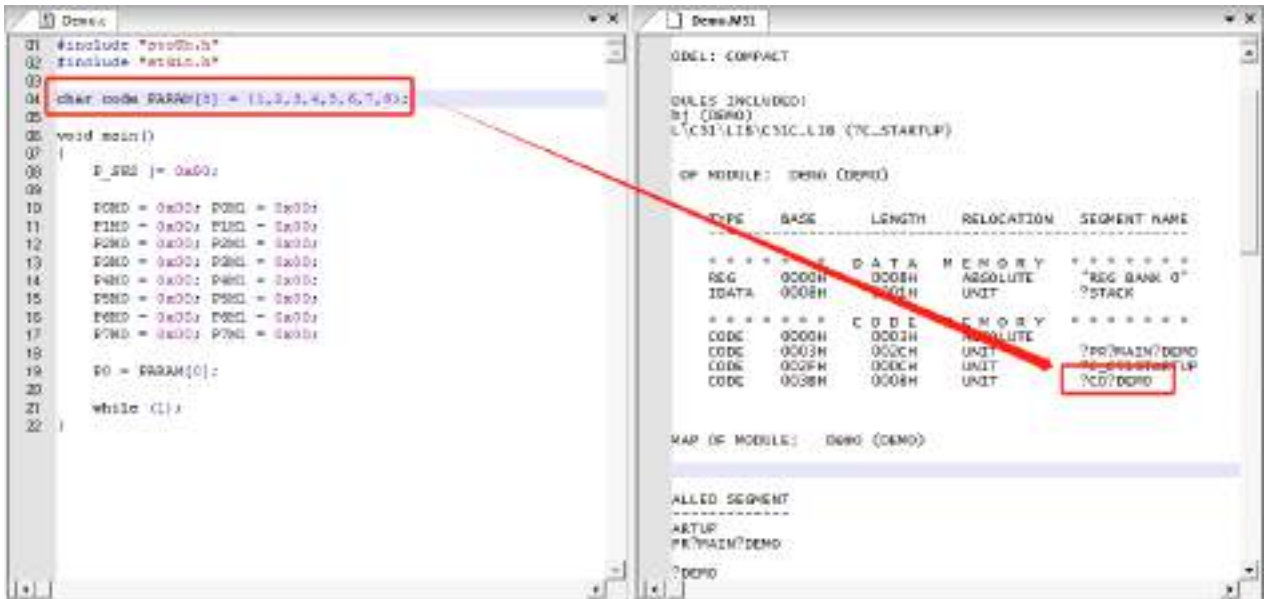 Demo.c
01 #include
02 #include
03
04 char code PARAM[8] = {1,2,3,4,5,6,7,8};
05
06 void main()
07 {
08 P_SW2 |= 0x80;
09
10 P0M0 = 0x00; P0M1 = 0x00;
11 P1M0 = 0x00; P1M1 = 0x00;
12 P2M0 = 0x00; P2M1 = 0x00;
13 P3M0 = 0x00; P3M1 = 0x00;
14 P4M0 = 0x00; P4M1 = 0x00;
15 P5M0 = 0x00; P5M1 = 0x00;
16 P6M0 = 0x00; P6M1 = 0x00;
17 P7M0 = 0x00; P7M1 = 0x00;
18
19 P0 = PARAM[0];
20
21 while (1);
22 }
Demo.M51
ODEL: COMPACT
DULES INCLUDED:
bj (DEMO)
L\C51\LIB\C51C.LIB (?C_STARTUP)
OF MODULE: Demo (DEMO)
TYPE BASE LENGTH RELOCATION SEGMENT NAME
* * * * * * * D A T A M E M O R Y * * * * * * *
REG 0000H 0008H ABSOLUTE "REG BANK 0"
IDATA 0008H 0001H UNIT ?STACK
* * * * * * * C O D E M E M O R Y * * * * * * *
CODE 0000H 0003H ABSOLUTE
CODE 0003H 002CH UNIT ?PR?MAIN?DEMO
CODE 002FH 000CH UNIT ?C_C51STARTUP
CODE 003BH 0008H UNIT ?CO?DEMO
MAP OF MODULE: Demo (DEMO)
ALLED SEGMENT
ARTUP
PR?MAIN?DEMO
?DEMO